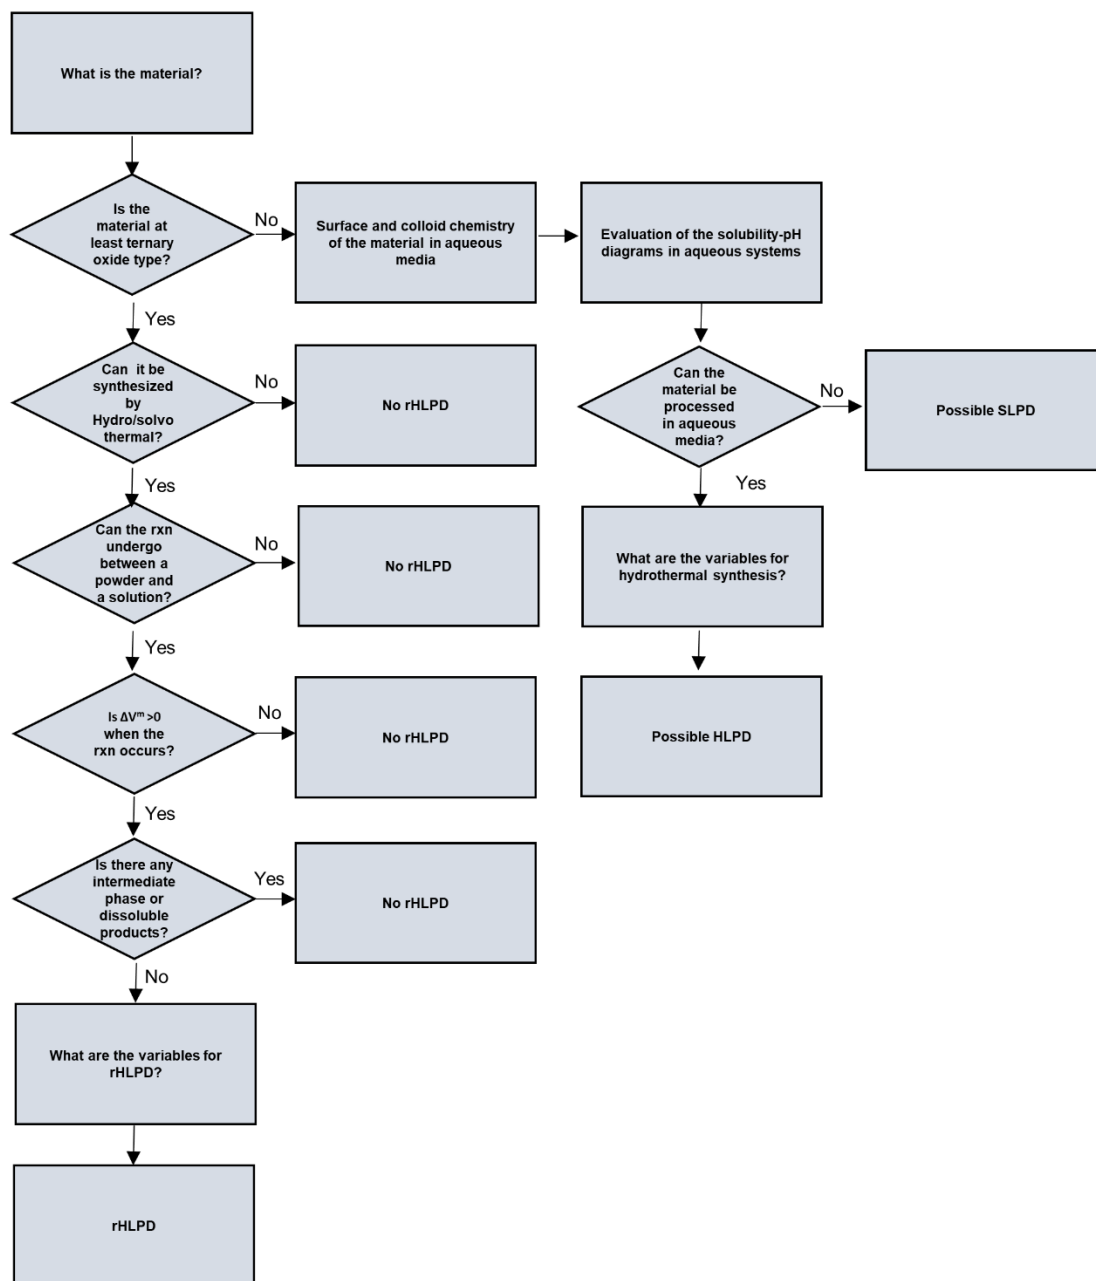 What is the material?
Is the
material at
least ternary
oxide type?
No
Surface and colloid chemistry
of the material in aqueous
media
Evaluation of the solubility-pH
diagrams in aqueous systems
Yes
Can it be
synthesized
by
Hydro/solvo
thermal?
No
No rHLPD
Can the
material be
processed
in aqueous
media?
No
Possible SLPD
Yes
Yes
Can the rxn
undergo
between a
powder and
a solution?
No
No rHLPD
What are the variables for
hydrothermal synthesis?
Yes
Is ΔVᵐ >0
when the
rxn occurs?
No
No rHLPD
Possible HLPD
Yes
Is there any
intermediate
phase or
dissoluble
products?
Yes
No rHLPD
No
What are the variables for
rHLPD?
rHLPD